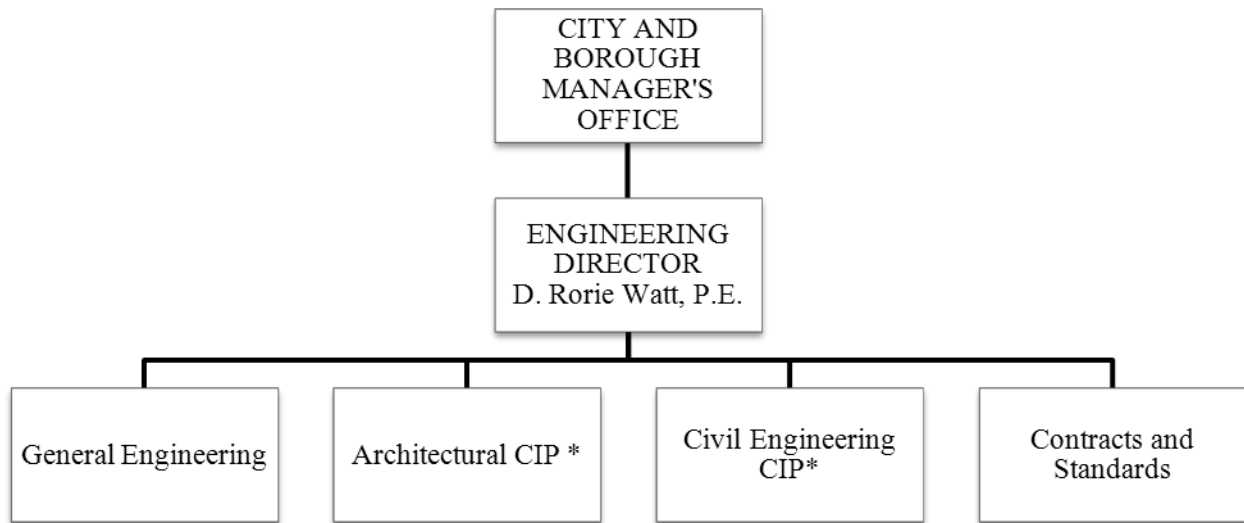 CITY AND
BOROUGH
MANAGER'S
OFFICE
ENGINEERING
DIRECTOR
D. Rorie Watt, P.E.
General Engineering
Architectural CIP *
Civil Engineering
CIP*
Contracts and
Standards